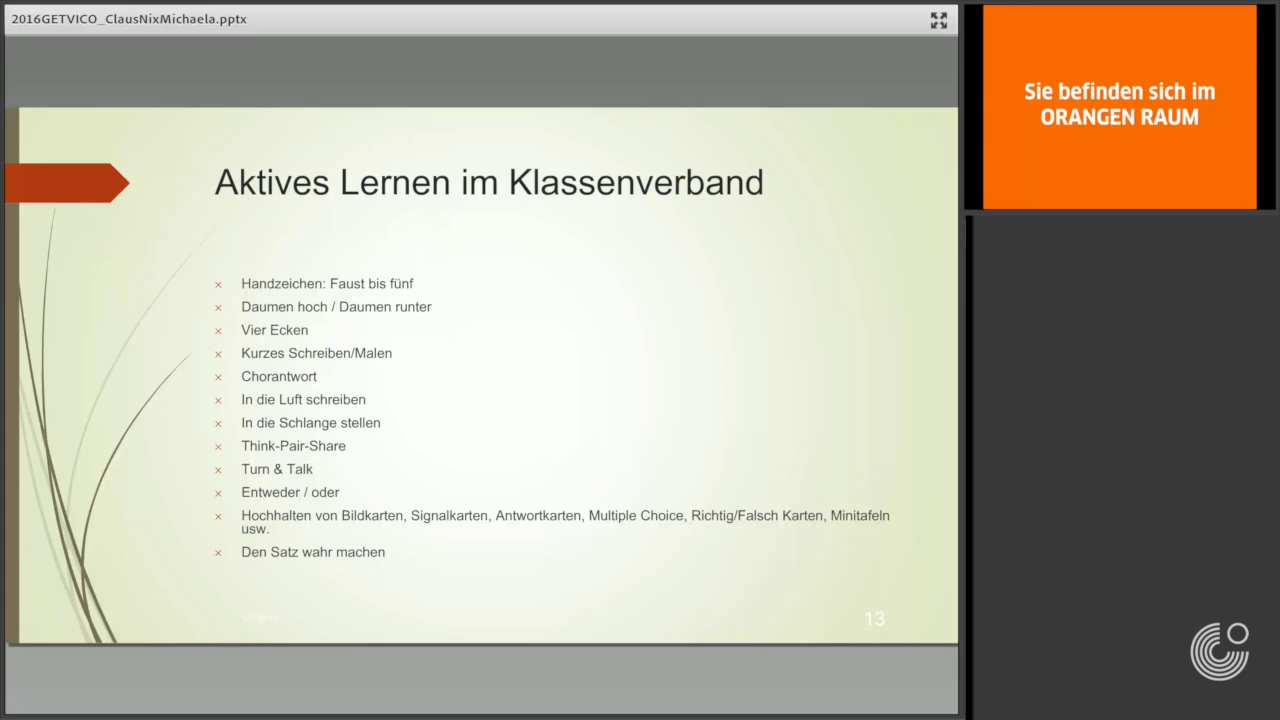 2016GETVICO_ClausNixMichaela.pptx
Sie befinden sich im
ORANGEN RAUM
Aktives Lernen im Klassenverband
Handzeichen: Faust bis fünf
Daumen hoch / Daumen runter
Vier Ecken
Kurzes Schreiben/Malen
Chorantwort
In die Luft schreiben
In die Schlange stellen
Think-Pair-Share
Turn & Talk
Entweder / oder
Hochhalten von Bildkarten, Signalkarten, Antwortkarten, Multiple Choice, Richtig/Falsch Karten, Minitafeln
usw.
Den Satz wahr machen
13